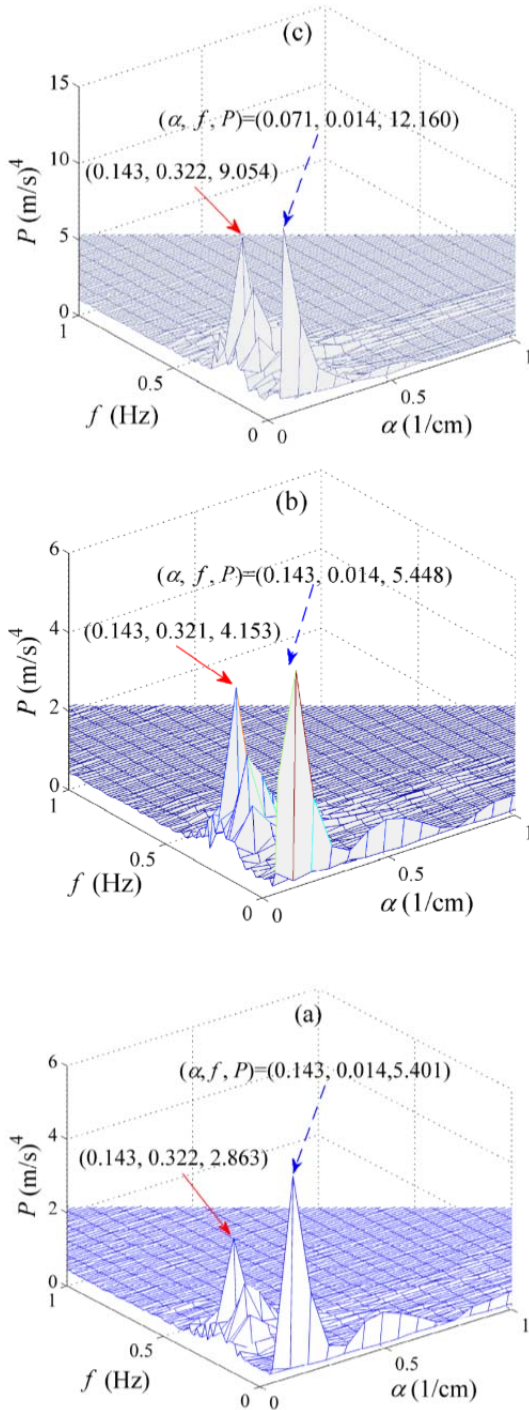 (c)
15
(α, f, P)=(0.071, 0.014, 12.160)
10
(0.143, 0.322, 9.054)
P (m/s)⁴
5
0
1
1
0.5
0.5
f (Hz)
0
0
α (1/cm)
(b)
6
(α, f, P)=(0.143, 0.014, 5.448)
4
(0.143, 0.321, 4.153)
P (m/s)⁴
2
0
1
1
0.5
0.5
f (Hz)
0
0
α (1/cm)
(a)
6
(α, f, P)=(0.143, 0.014,5.401)
4
(0.143, 0.322, 2.863)
P (m/s)⁴
2
0
1
1
0.5
0.5
f (Hz)
0
0
α (1/cm)